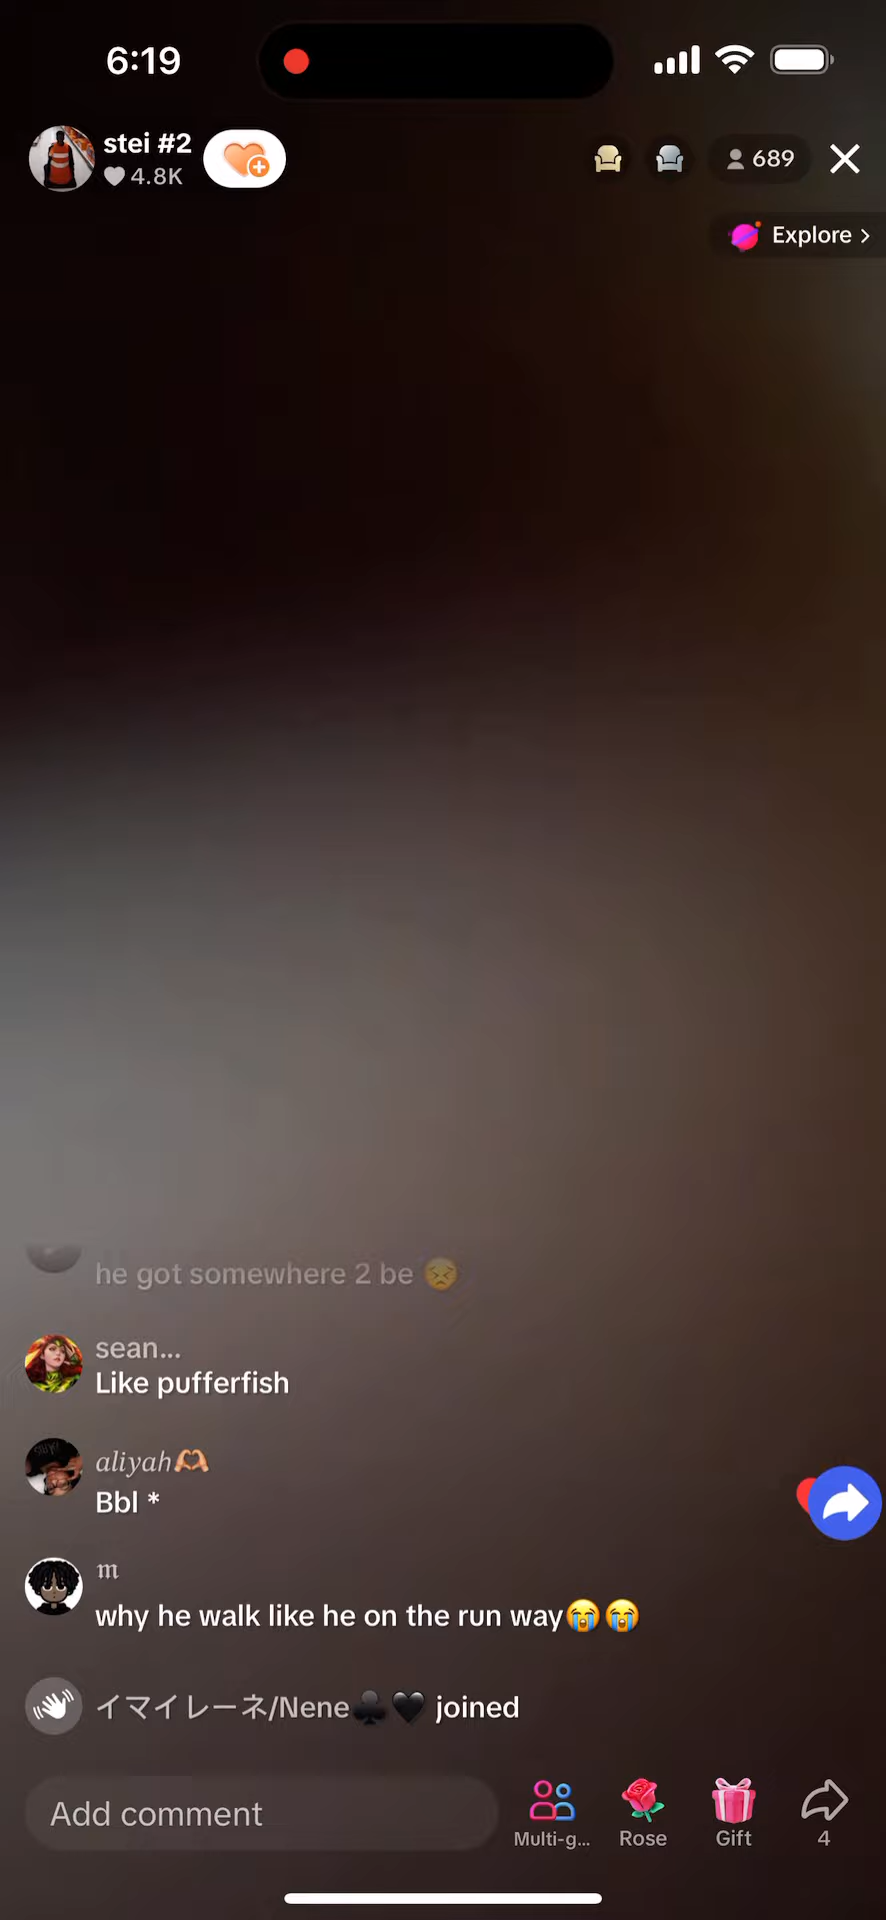 6:19
stei #2
4.8K
689
Explore >
he got somewhere 2 be 😣
sean...
Like pufferfish
aliyah🫶🏼
Bbl *
𝔪
why he walk like he on the run way😭😭
イマイレーネ/Nene♣️🖤 joined
Add comment
Multi-g...
Rose
Gift
4